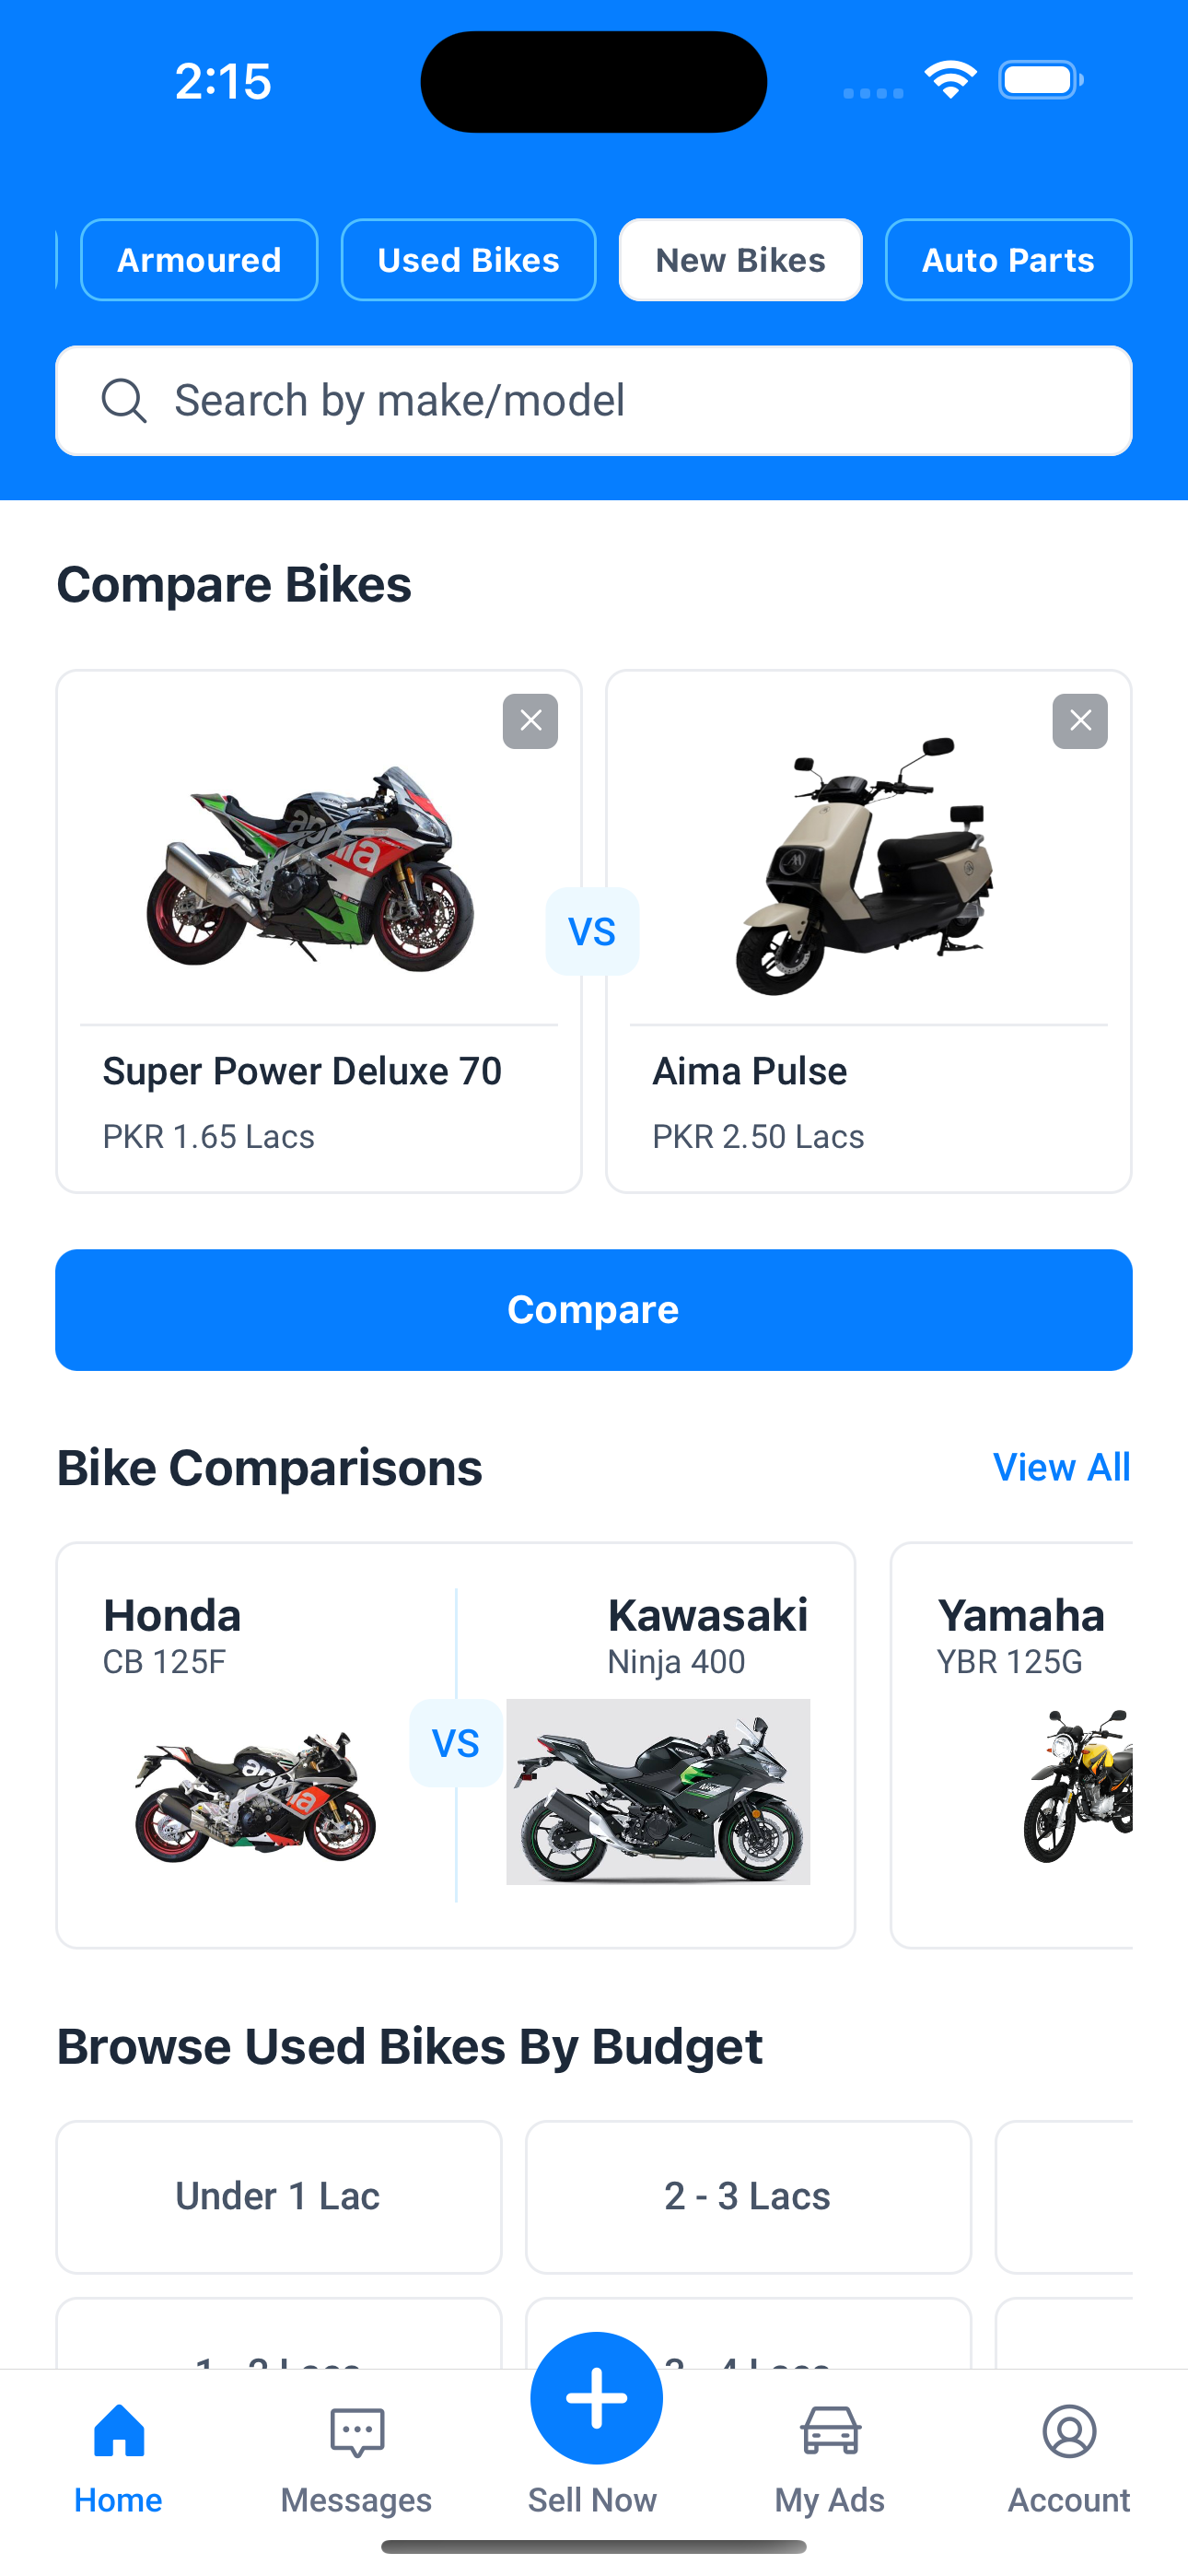 2:15
Armoured
Used Bikes
New Bikes
Auto Parts
Search by make/model
Compare Bikes
VS
Super Power Deluxe 70
Aima Pulse
PKR 1.65 Lacs
PKR 2.50 Lacs
Compare
Bike Comparisons
View All
Honda
Kawasaki
Yamaha
CB 125F
Ninja 400
YBR 125G
VS
Browse Used Bikes By Budget
Under 1 Lac
2 - 3 Lacs
Home
Messages
Sell Now
My Ads
Account